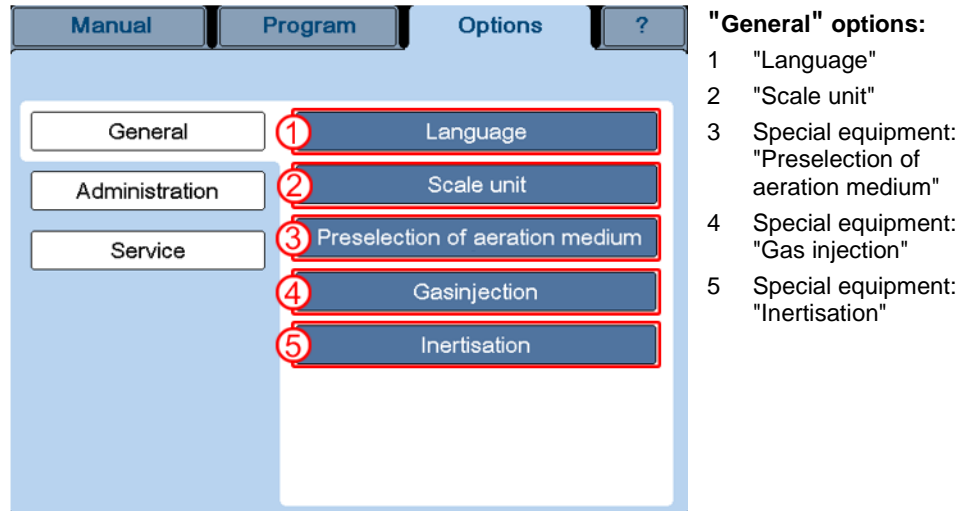 Manual Program Options ?
General
Administration
Service
1 Language
2 Scale unit
3 Preselection of aeration medium
4 Gasinjection
5 Inertisation
"General" options:
1 "Language"
2 "Scale unit"
3 Special equipment:
"Preselection of
aeration medium"
4 Special equipment:
"Gas injection"
5 Special equipment:
"Inertisation"